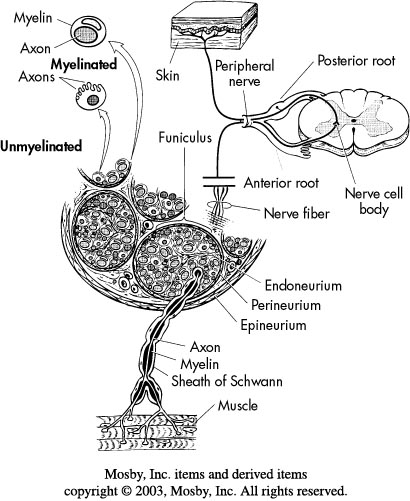 Myelin
Axon
Myelinated
Axons
Unmyelinated
Skin
Peripheral
nerve
Posterior root
Funiculus
Anterior root
Nerve fiber
Nerve cell
body
Endoneurium
Perineurium
Epineurium
Axon
Myelin
Sheath of Schwann
Muscle
Mosby, Inc. items and derived items
copyright © 2003, Mosby, Inc. All rights reserved.